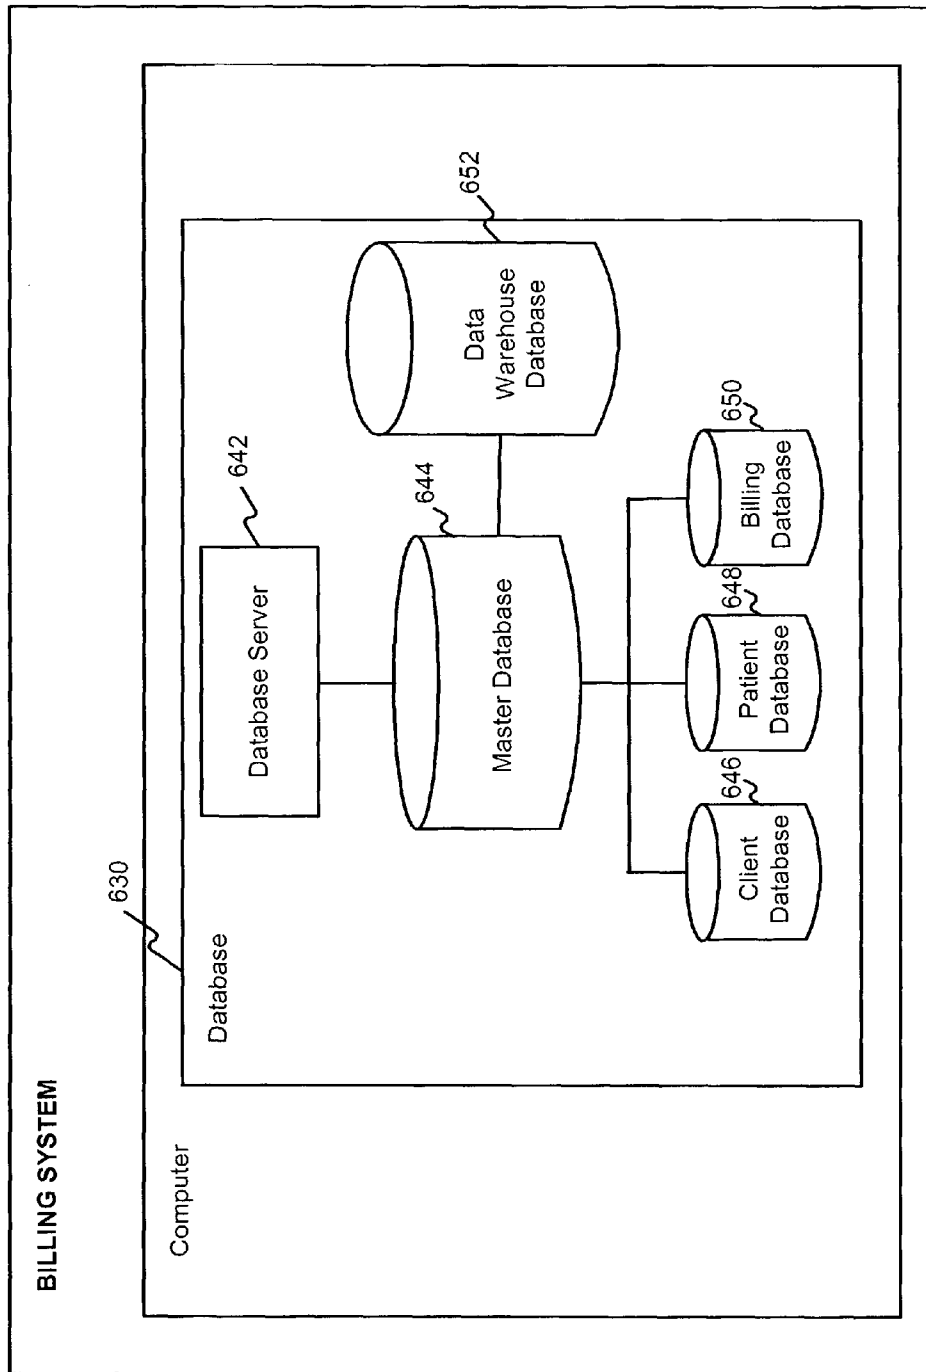 BILLING SYSTEM
Computer
630
Database
642
Database Server
644
Master Database
652
Data
Warehouse
Database
646
Client
Database
648
Patient
Database
650
Billing
Database